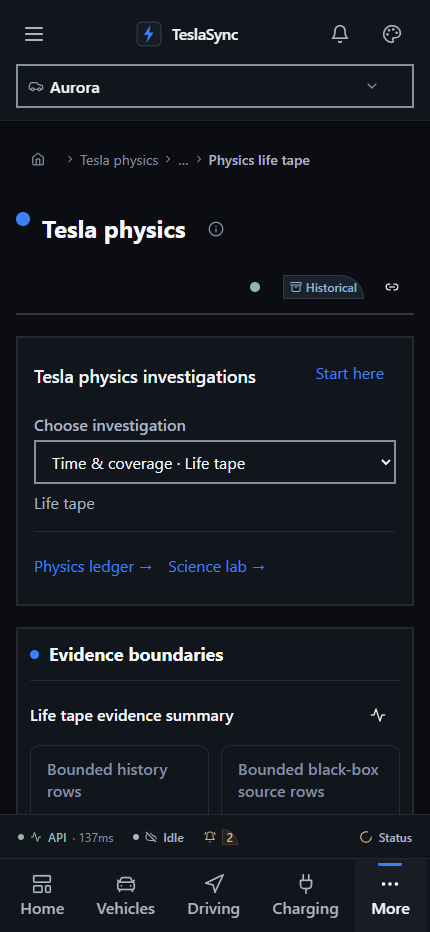 TeslaSync
Aurora
Tesla physics
...
Physics life tape
Tesla physics
Historical
Tesla physics investigations
Start here
Choose investigation
Time & coverage · Life tape
Life tape
Physics ledger →
Science lab →
Evidence boundaries
Life tape evidence summary
Bounded history
rows
Bounded black-box
source rows
API · 137ms
Idle
2
Status
Home
Vehicles
Driving
Charging
More